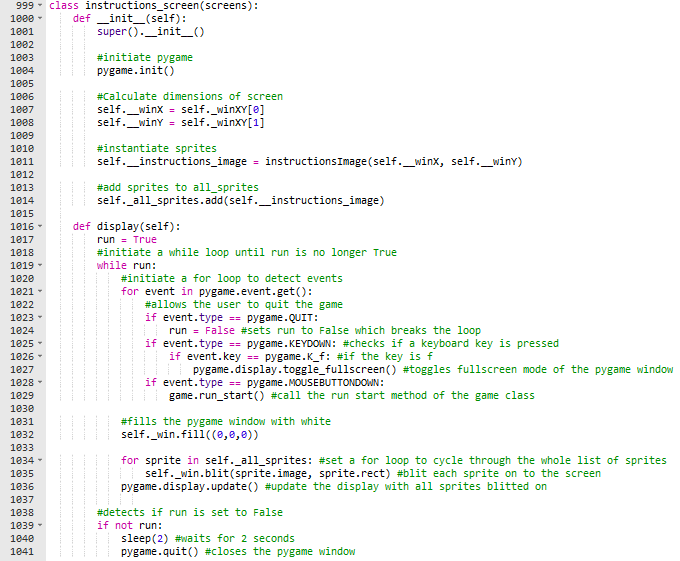 999 class instructions_screen(screens):
1000     def __init__(self):
1001         super().__init__()
1002
1003         #initiate pygame
1004         pygame.init()
1005
1006         #Calculate dimensions of screen
1007         self.__winX = self._winXY[0]
1008         self.__winY = self._winXY[1]
1009
1010         #instantiate sprites
1011         self.__instructions_image = instructionsImage(self.__winX, self.__winY)
1012
1013         #add sprites to all_sprites
1014         self._all_sprites.add(self.__instructions_image)
1015
1016     def display(self):
1017         run = True
1018         #initiate a while loop until run is no longer True
1019         while run:
1020             #initiate a for loop to detect events
1021             for event in pygame.event.get():
1022                 #allows the user to quit the game
1023                 if event.type == pygame.QUIT:
1024                     run = False #sets run to False which breaks the loop
1025                 if event.type == pygame.KEYDOWN: #checks if a keyboard key is pressed
1026                     if event.key == pygame.K_f: #if the key is f
1027                         pygame.display.toggle_fullscreen() #toggles fullscreen mode of the pygame window
1028                 if event.type == pygame.MOUSEBUTTONDOWN:
1029                     game.run_start() #call the run start method of the game class
1030
1031             #fills the pygame window with white
1032             self._win.fill((0,0,0))
1033
1034             for sprite in self._all_sprites: #set a for loop to cycle through the whole list of sprites
1035                 self._win.blit(sprite.image, sprite.rect) #blit each sprite on to the screen
1036             pygame.display.update() #update the display with all sprites blitted on
1037
1038         #detects if run is set to False
1039         if not run:
1040             sleep(2) #waits for 2 seconds
1041             pygame.quit() #closes the pygame window